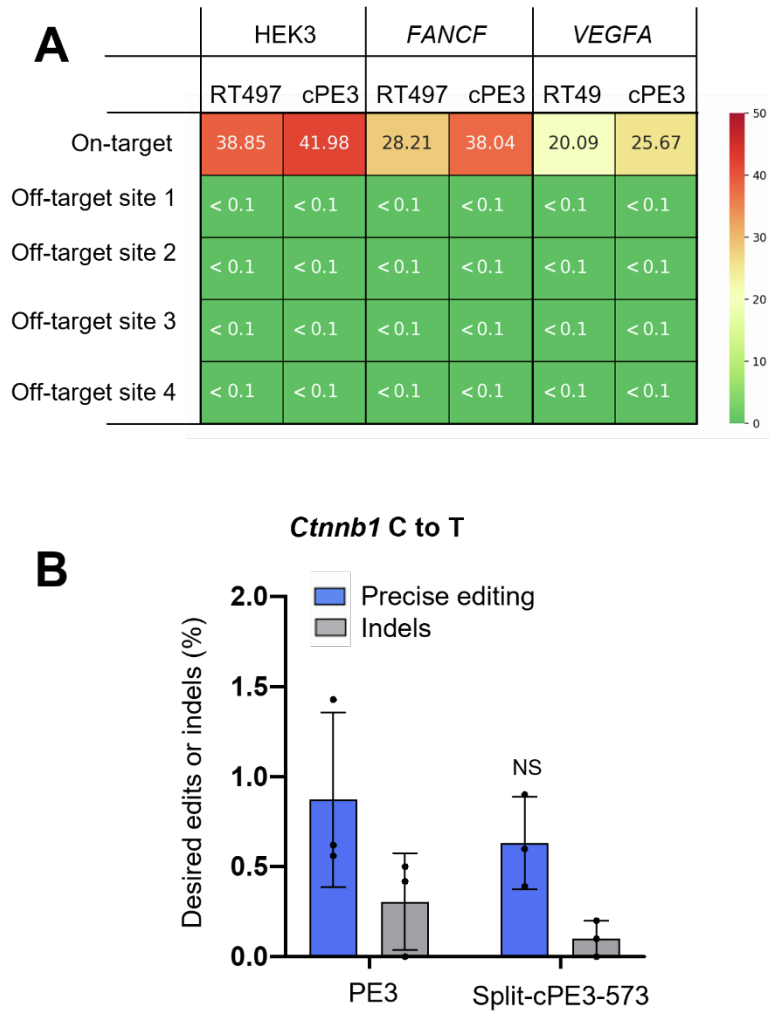 A
HEK3 FANCF VEGFA
RT497 cPE3 RT497 cPE3 RT49 cPE3
On-target 38.85 41.98 28.21 38.04 20.09 25.67
Off-target site 1 < 0.1 < 0.1 < 0.1 < 0.1 < 0.1 < 0.1
Off-target site 2 < 0.1 < 0.1 < 0.1 < 0.1 < 0.1 < 0.1
Off-target site 3 < 0.1 < 0.1 < 0.1 < 0.1 < 0.1 < 0.1
Off-target site 4 < 0.1 < 0.1 < 0.1 < 0.1 < 0.1 < 0.1
50
40
30
20
10
0
B
Ctnnb1 C to T
Desired edits or indels (%)
2.0
1.5
1.0
0.5
0.0
Precise editing
Indels
NS
PE3 Split-cPE3-573